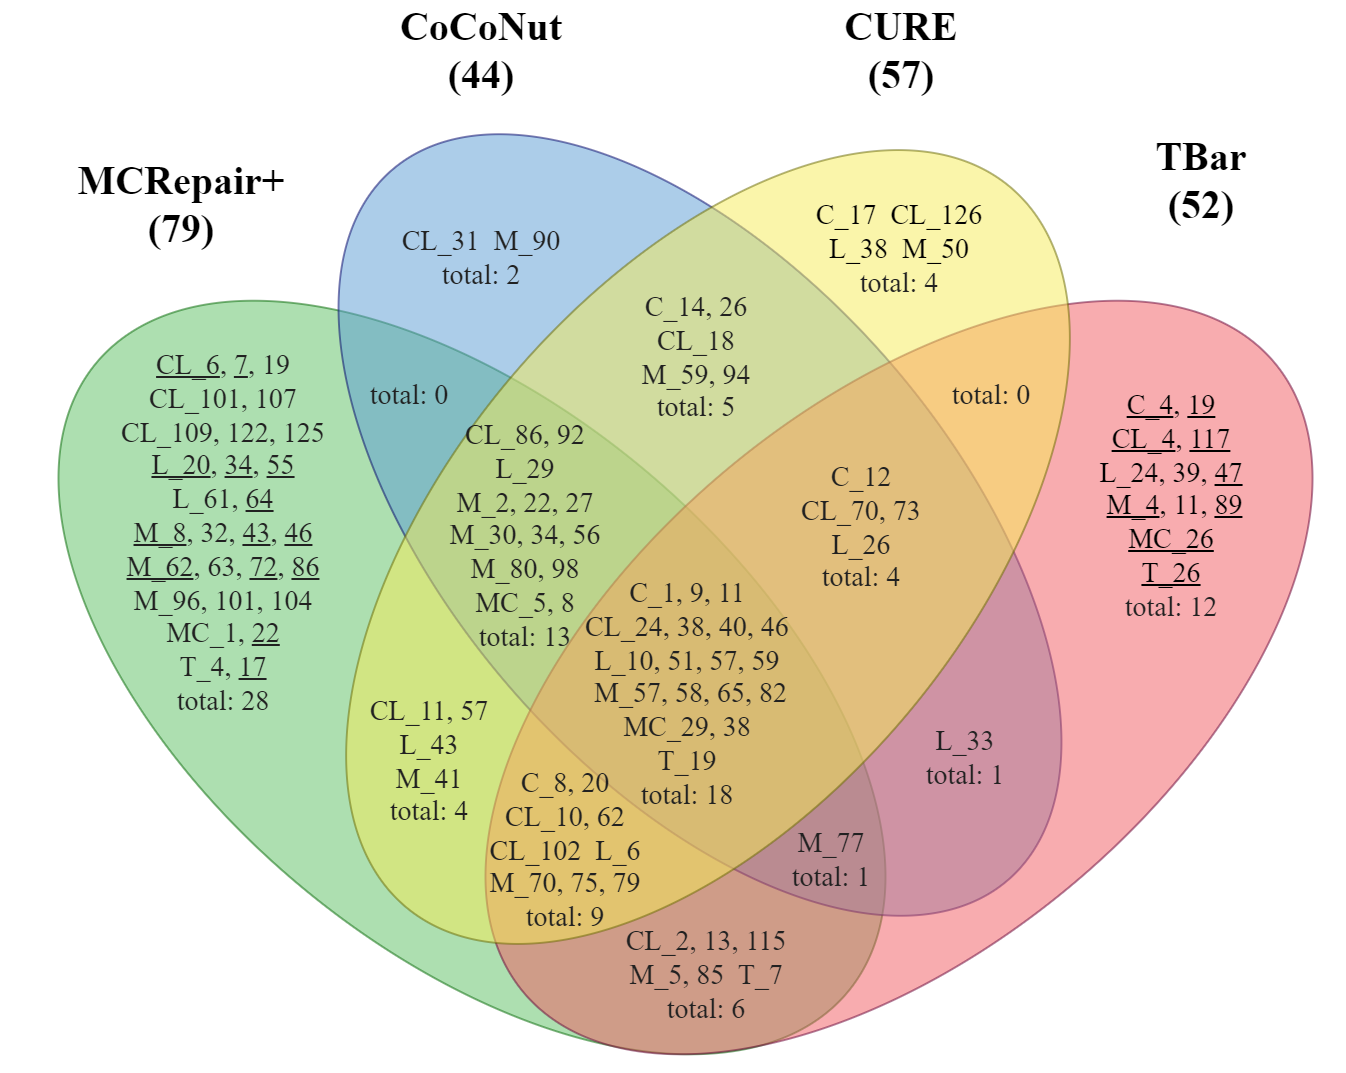 CoCoNut
(44)
CURE
(57)
MCRepair+
(79)
TBar
(52)
CL_31  M_90
total: 2
C_17  CL_126
L_38  M_50
total: 4
C_14, 26
CL_18
M_59, 94
total: 5
CL_6, 7, 19
CL_101, 107
CL_109, 122, 125
L_20, 34, 55
L_61, 64
M_8, 32, 43, 46
M_62, 63, 72, 86
M_96, 101, 104
MC_1, 22
T_4, 17
total: 28
total: 0
total: 0
C_4, 19
CL_4, 117
L_24, 39, 47
M_4, 11, 89
MC_26
T_26
total: 12
CL_86, 92
L_29
M_2, 22, 27
M_30, 34, 56
M_80, 98
MC_5, 8
total: 13
C_12
CL_70, 73
L_26
total: 4
C_1, 9, 11
CL_24, 38, 40, 46
L_10, 51, 57, 59
M_57, 58, 65, 82
MC_29, 38
T_19
total: 18
CL_11, 57
L_43
M_41
total: 4
L_33
total: 1
C_8, 20
CL_10, 62
CL_102  L_6
M_70, 75, 79
total: 9
M_77
total: 1
CL_2, 13, 115
M_5, 85  T_7
total: 6